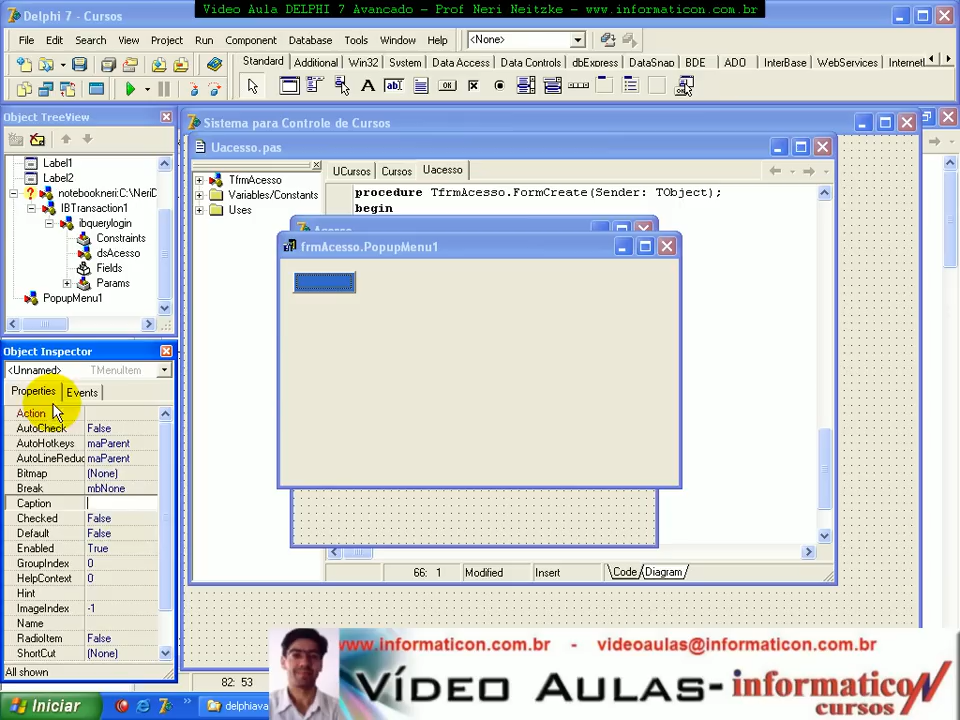 Video Aula DELPHI 7 Avancado – Prof Neri Neitzke – www.informaticon.com.br
Delphi 7 - Cursos
File Edit Search View Project Run Component Database Tools Window Help <None>
Standard Additional Win32 System Data Access Data Controls dbExpress DataSnap BDE ADO InterBase WebServices Internet
Object TreeView
Label1
Label2
notebookneri:C:\NeriD
IBTransaction1
ibquerylogin
Constraints
dsAcesso
Fields
Params
PopupMenu1
Sistema para Controle de Cursos
Uacesso.pas
TfrmAcesso
Variables/Constants
Uses
UCursos Cursos Uacesso
procedure TfrmAcesso.FormCreate(Sender: TObject);
begin
frmAcesso.PopupMenu1
66: 1 Modified Insert Code Diagram
82: 53
Object Inspector
<Unnamed> TMenuItem
Properties Events
Action
AutoCheck False
AutoHotkeys maParent
AutoLineReduc maParent
Bitmap (None)
Break mbNone
Caption
Checked False
Default False
Enabled True
GroupIndex 0
HelpContext 0
Hint
ImageIndex -1
Name
RadioItem False
ShortCut (None)
All shown
www.informaticon.com.br - videoaulas@informaticon.com.br
VÍDEO AULAS- informaticoN
cursos
Iniciar
delphiava